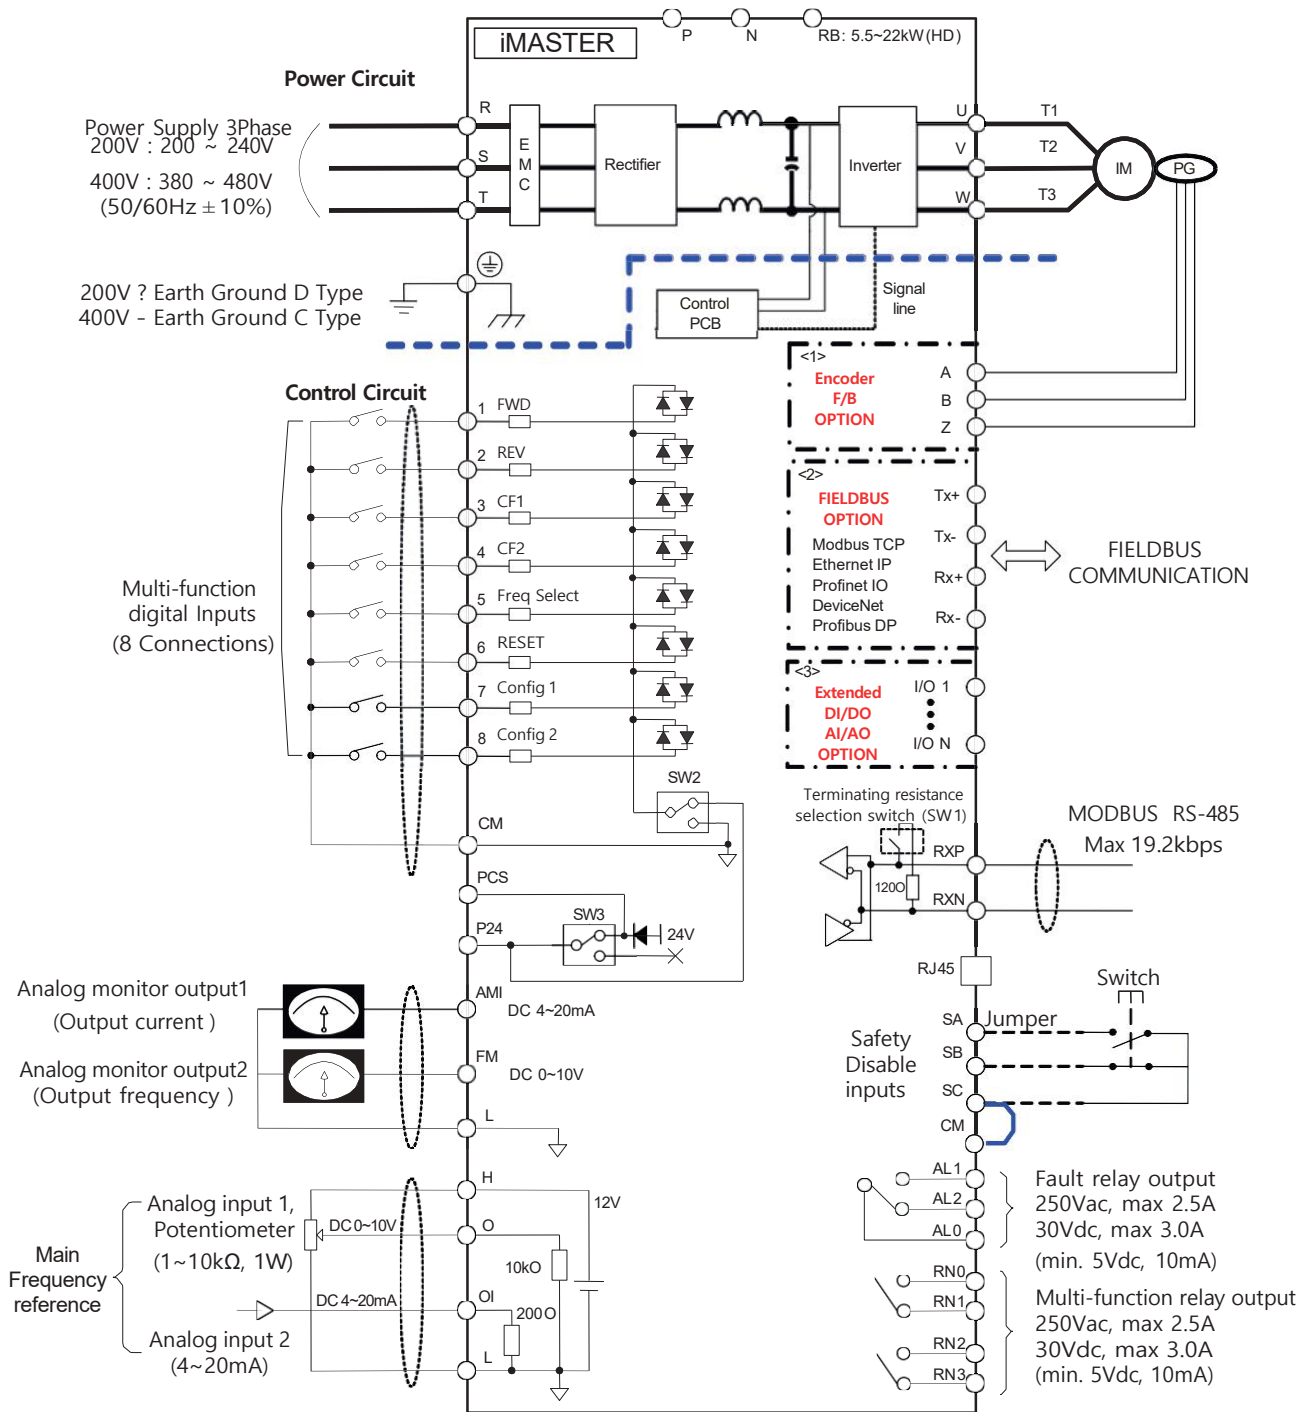 iMASTER
P
N
RB: 5.5~22kW(HD)
Power Circuit
Power Supply 3Phase
200V : 200 ~ 240V
400V : 380 ~ 480V
(50/60Hz ± 10%)
R
S
T
E
M
C
Rectifier
Inverter
U
V
W
T1
T2
T3
IM
PG
200V ? Earth Ground D Type
400V - Earth Ground C Type
Control
PCB
Signal
line
<1>
Encoder
F/B
OPTION
A
B
Z
<2>
FIELDBUS
OPTION
Modbus TCP
Ethernet IP
Profinet IO
DeviceNet
Profibus DP
Tx+
Tx-
Rx+
Rx-
FIELDBUS
COMMUNICATION
<3>
Extended
DI/DO
AI/AO
OPTION
I/O 1
I/O N
Control Circuit
Multi-function
digital Inputs
(8 Connections)
1 FWD
2 REV
3 CF1
4 CF2
5 Freq Select
6 RESET
7 Config 1
8 Config 2
SW2
CM
PCS
P24
SW3
24V
Terminating resistance
selection switch (SW1)
120O
RXP
RXN
MODBUS RS-485
Max 19.2kbps
RJ45
Analog monitor output1
(Output current )
Analog monitor output2
(Output frequency )
AMI
DC 4~20mA
FM
DC 0~10V
L
Safety
Disable
inputs
SA
SB
SC
CM
Jumper
Switch
Main
Frequency
reference
Analog input 1,
Potentiometer
(1~10kΩ, 1W)
Analog input 2
(4~20mA)
DC 0~10V
DC 4~20mA
H
O
OI
L
12V
10kO
200O
AL1
AL2
AL0
Fault relay output
250Vac, max 2.5A
30Vdc, max 3.0A
(min. 5Vdc, 10mA)
RN0
RN1
RN2
RN3
Multi-function relay output
250Vac, max 2.5A
30Vdc, max 3.0A
(min. 5Vdc, 10mA)